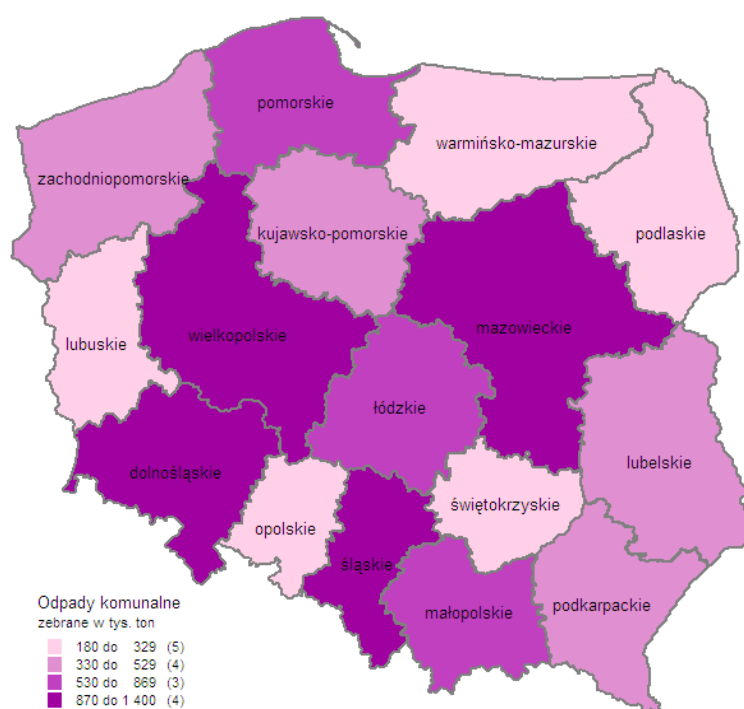 pomorskie
warmińsko-mazurskie
zachodniopomorskie
kujawsko-pomorskie
podlaskie
wielkopolskie
mazowieckie
lubuskie
łódzkie
dolnośląskie
lubelskie
świętokrzyskie
opolskie
śląskie
małopolskie
podkarpackie
Odpady komunalne
zebrane w tys. ton
180 do 329 (5)
330 do 529 (4)
530 do 869 (3)
870 do 1 400 (4)